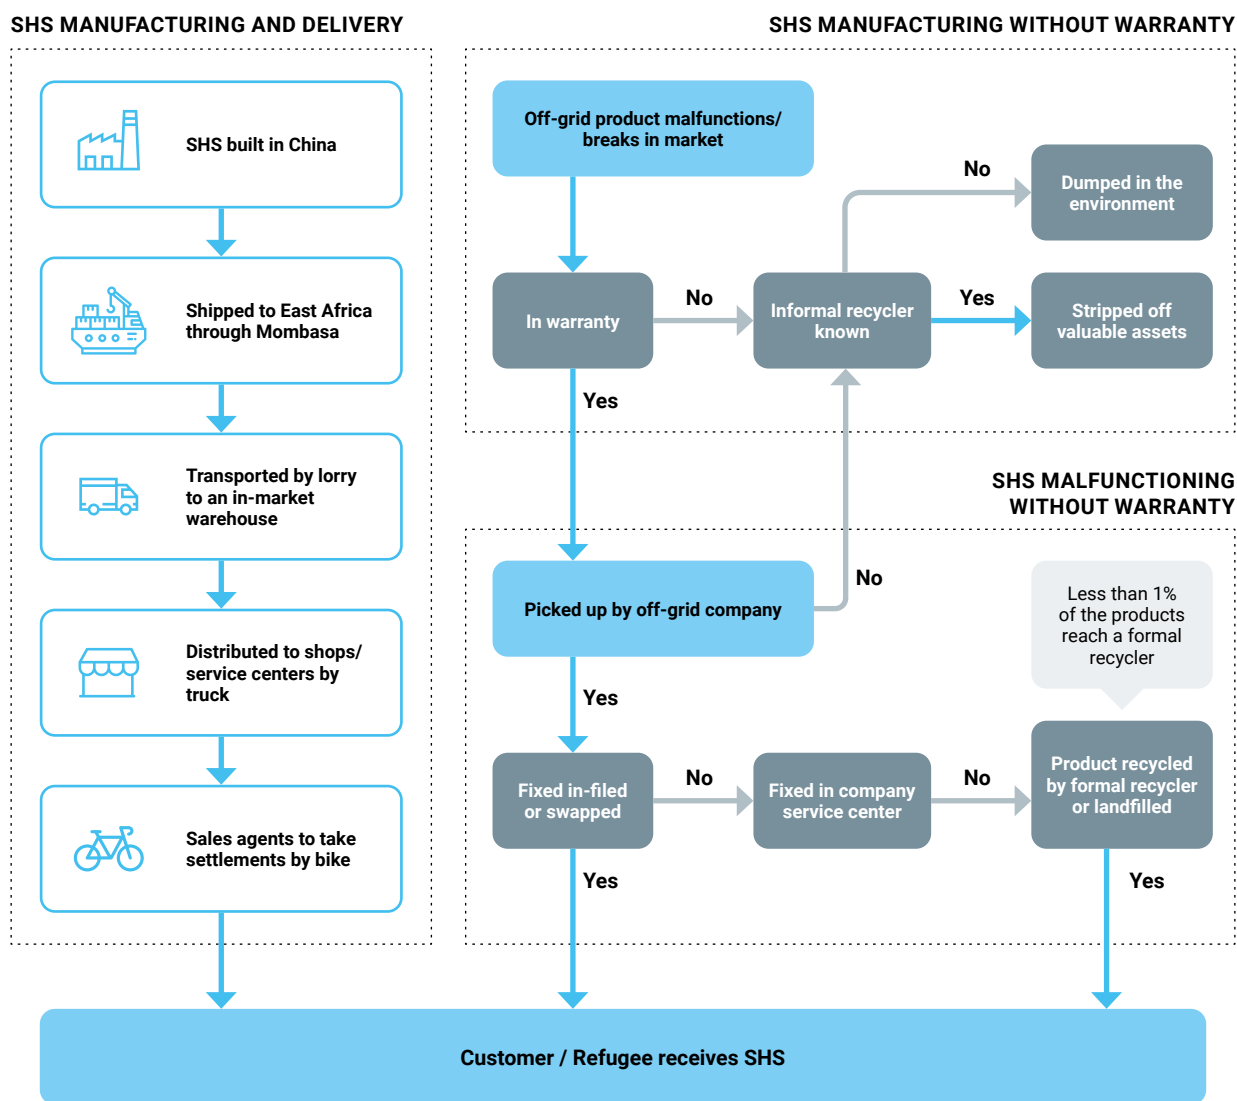 SHS MANUFACTURING AND DELIVERY
SHS built in China
Shipped to East Africa
through Mombasa
Transported by lorry
to an in-market
warehouse
Distributed to shops/
service centers by
truck
Sales agents to take
settlements by bike
SHS MANUFACTURING WITHOUT WARRANTY
Off-grid product malfunctions/
breaks in market
No
Dumped in the
environment
In warranty
No
Informal recycler
known
Yes
Stripped off
valuable assets
Yes
SHS MALFUNCTIONING
WITHOUT WARRANTY
Picked up by off-grid company
No
Less than 1%
of the products
reach a formal
recycler
Yes
Fixed in-filed
or swapped
No
Fixed in company
service center
No
Product recycled
by formal recycler
or landfilled
Yes
Yes
Customer / Refugee receives SHS